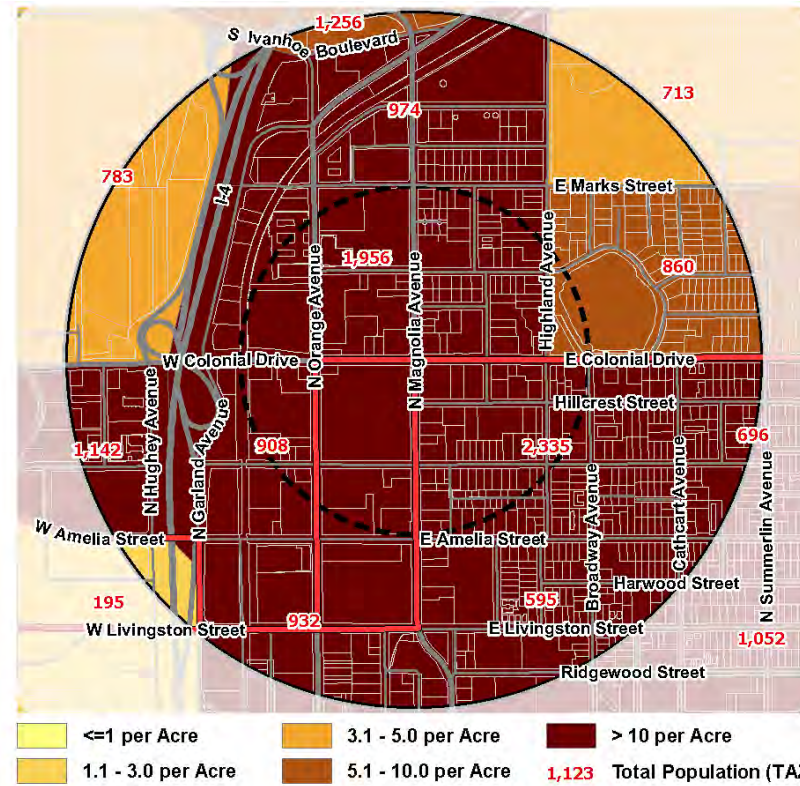 1,256
S Ivanhoe Boulevard
713
974
783
E Marks Street
I-4
1,956
860
N Orange Avenue
N Magnolia Avenue
Highland Avenue
W Colonial Drive
E Colonial Drive
Hillcrest Street
1,142
908
2,335
696
N Hughey Avenue
N Garland Avenue
Broadway Avenue
Cathcart Avenue
N Summerlin Avenue
W Amelia Street
E Amelia Street
Harwood Street
195
595
932
W Livingston Street
E Livingston Street
1,052
Ridgewood Street
<=1 per Acre
3.1 - 5.0 per Acre
> 10 per Acre
1.1 - 3.0 per Acre
5.1 - 10.0 per Acre
1,123 Total Population (TAZ